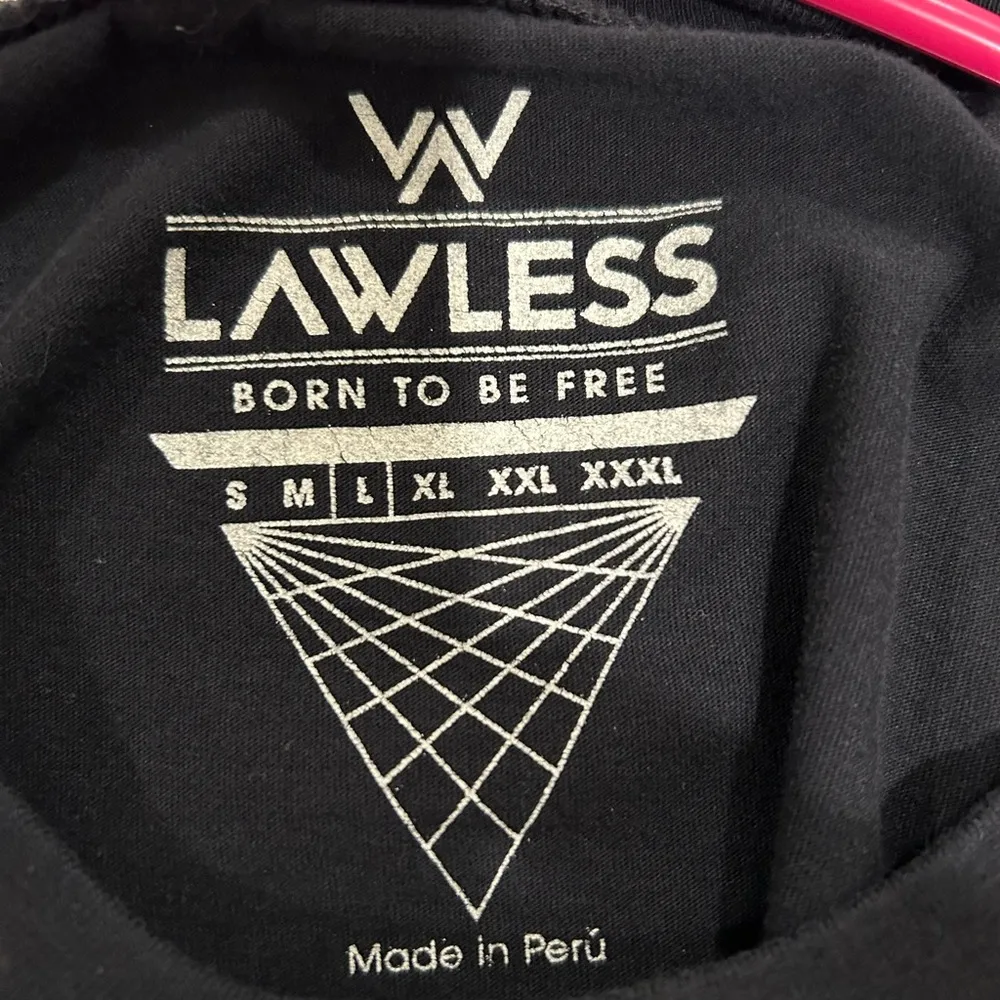 LAWLESS
BORN TO BE FREE
S M L XL XXL XXXL
Made in Perú